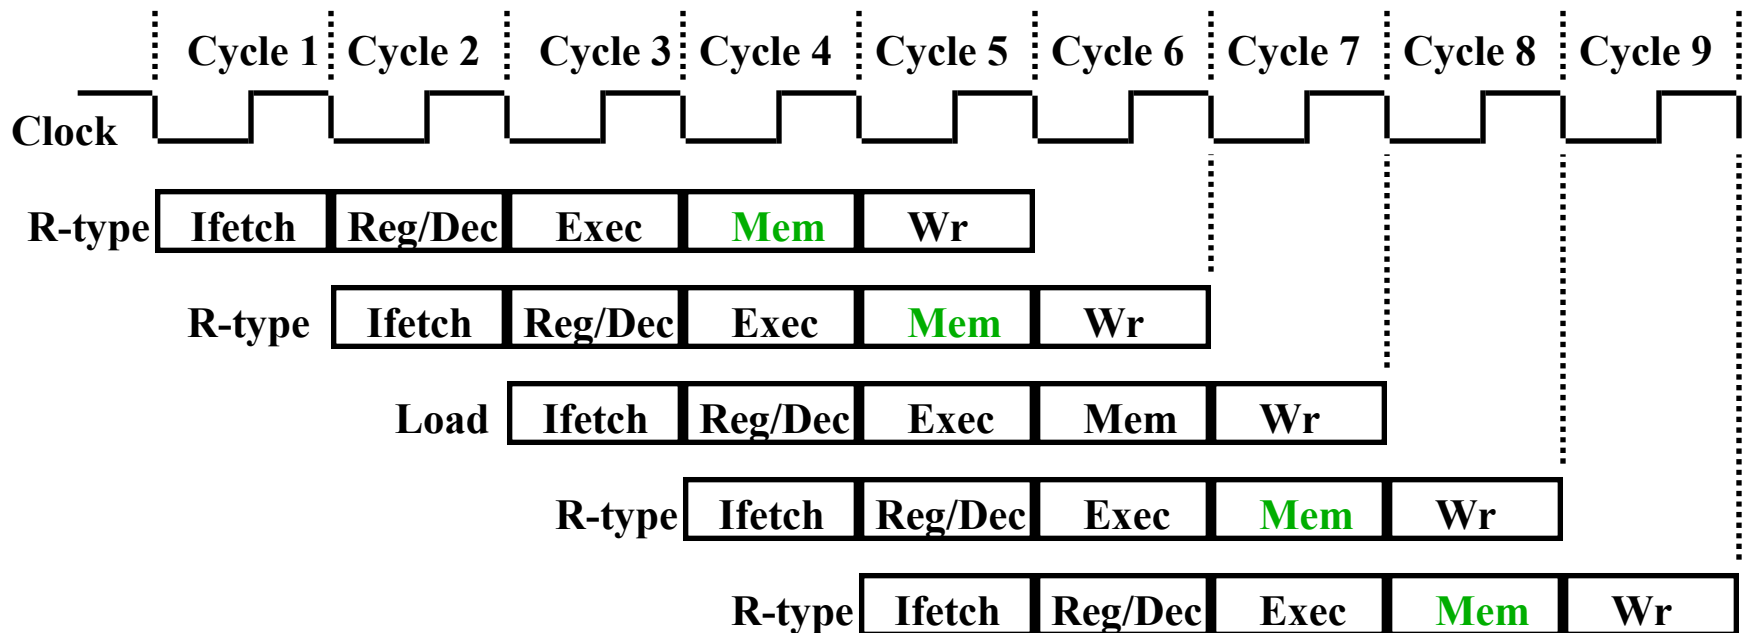 Cycle 1 Cycle 2 Cycle 3 Cycle 4 Cycle 5 Cycle 6 Cycle 7 Cycle 8 Cycle 9
Clock
R-type Ifetch Reg/Dec Exec Mem Wr
R-type Ifetch Reg/Dec Exec Mem Wr
Load Ifetch Reg/Dec Exec Mem Wr
R-type Ifetch Reg/Dec Exec Mem Wr
R-type Ifetch Reg/Dec Exec Mem Wr